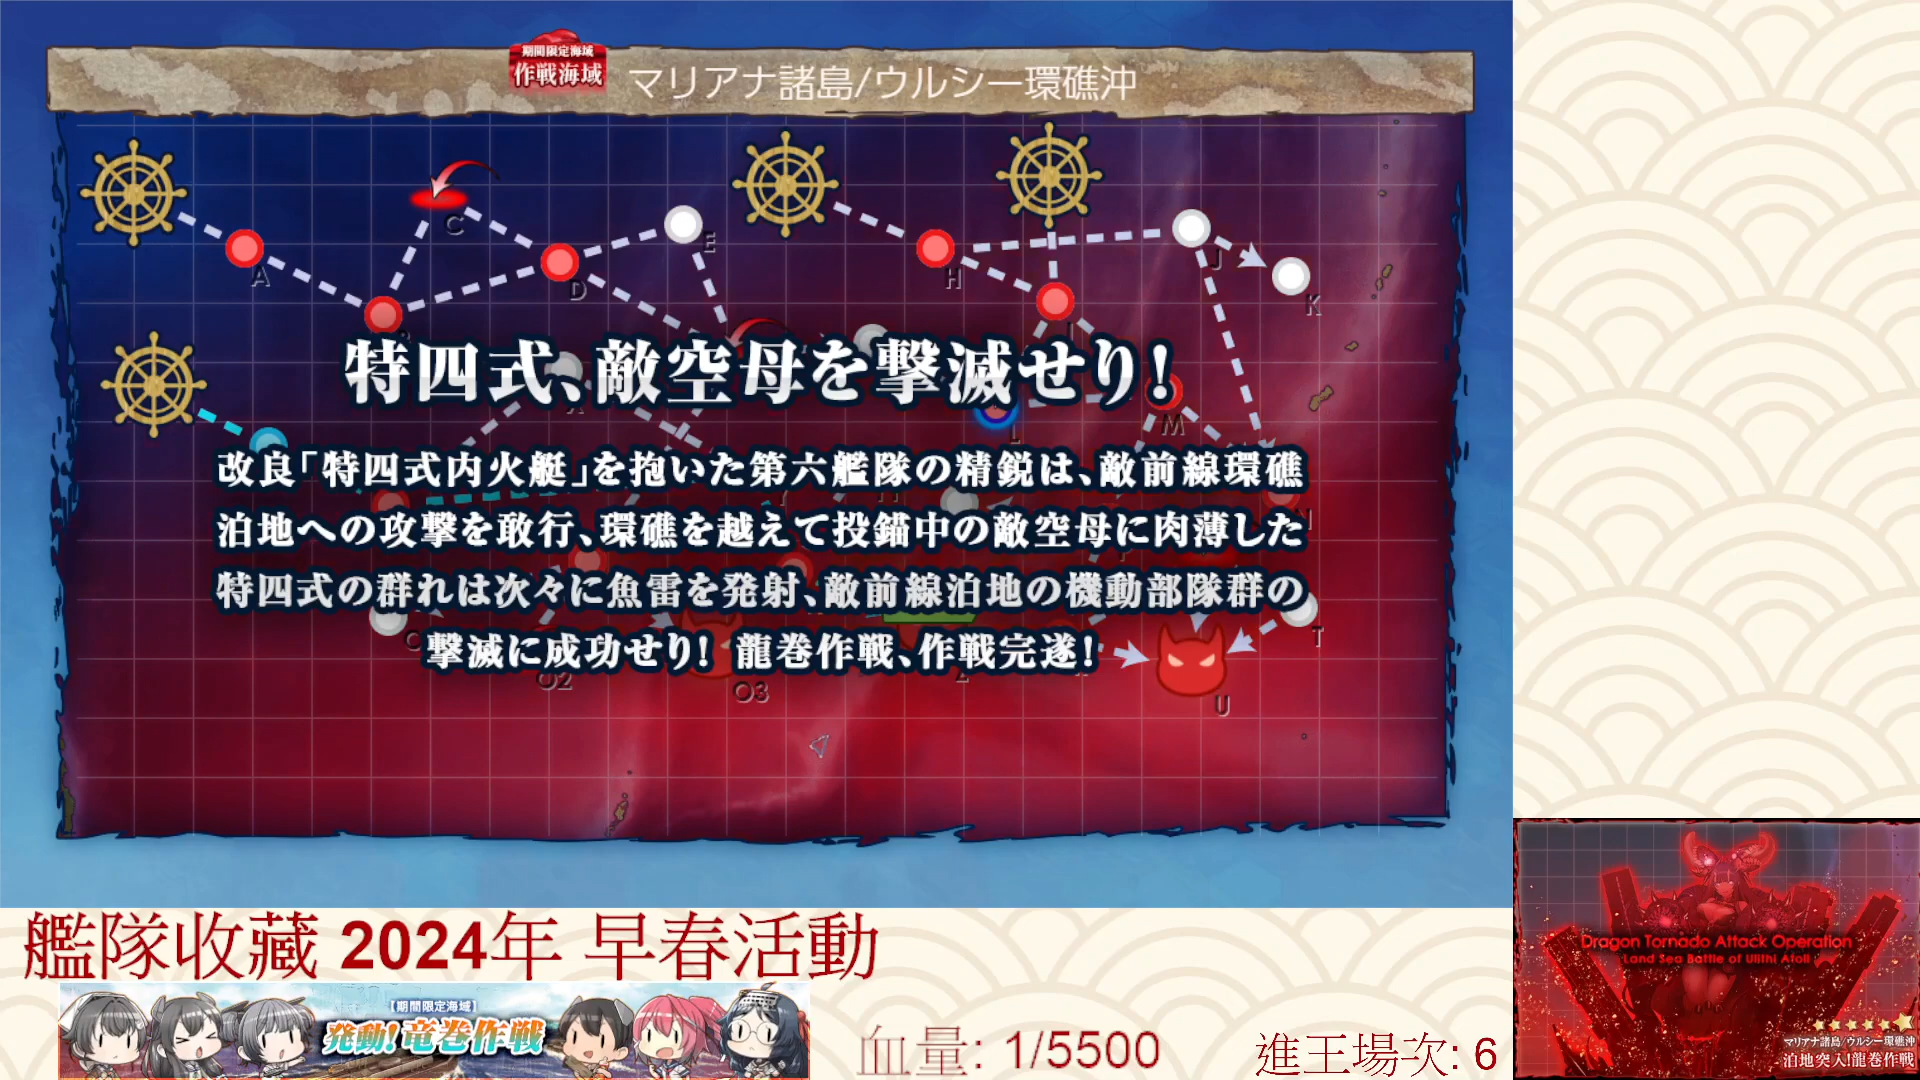 期間限定海域
作戦海域
マリアナ諸島/ウルシー環礁沖
A
C
D
E
H
J
K
特四式、敵空母を撃滅せり!
L
M
改良「特四式内火艇」を抱いた第六艦隊の精鋭は、敵前線環礁
泊地への攻撃を敢行、環礁を越えて投錨中の敵空母に肉薄した
特四式の群れは次々に魚雷を発射、敵前線泊地の機動部隊群の
撃滅に成功せり! 龍巻作戦、作戦完遂!
T
O2
O3
U
艦隊收藏 2024年 早春活動
【期間限定海域】
発動!竜巻作戦
血量: 1/5500
進王場次: 6
Dragon Tornado Attack Operation
Land Sea Battle of Ulithi Atoll
マリアナ諸島/ウルシー環礁沖
泊地突入!龍巻作戦